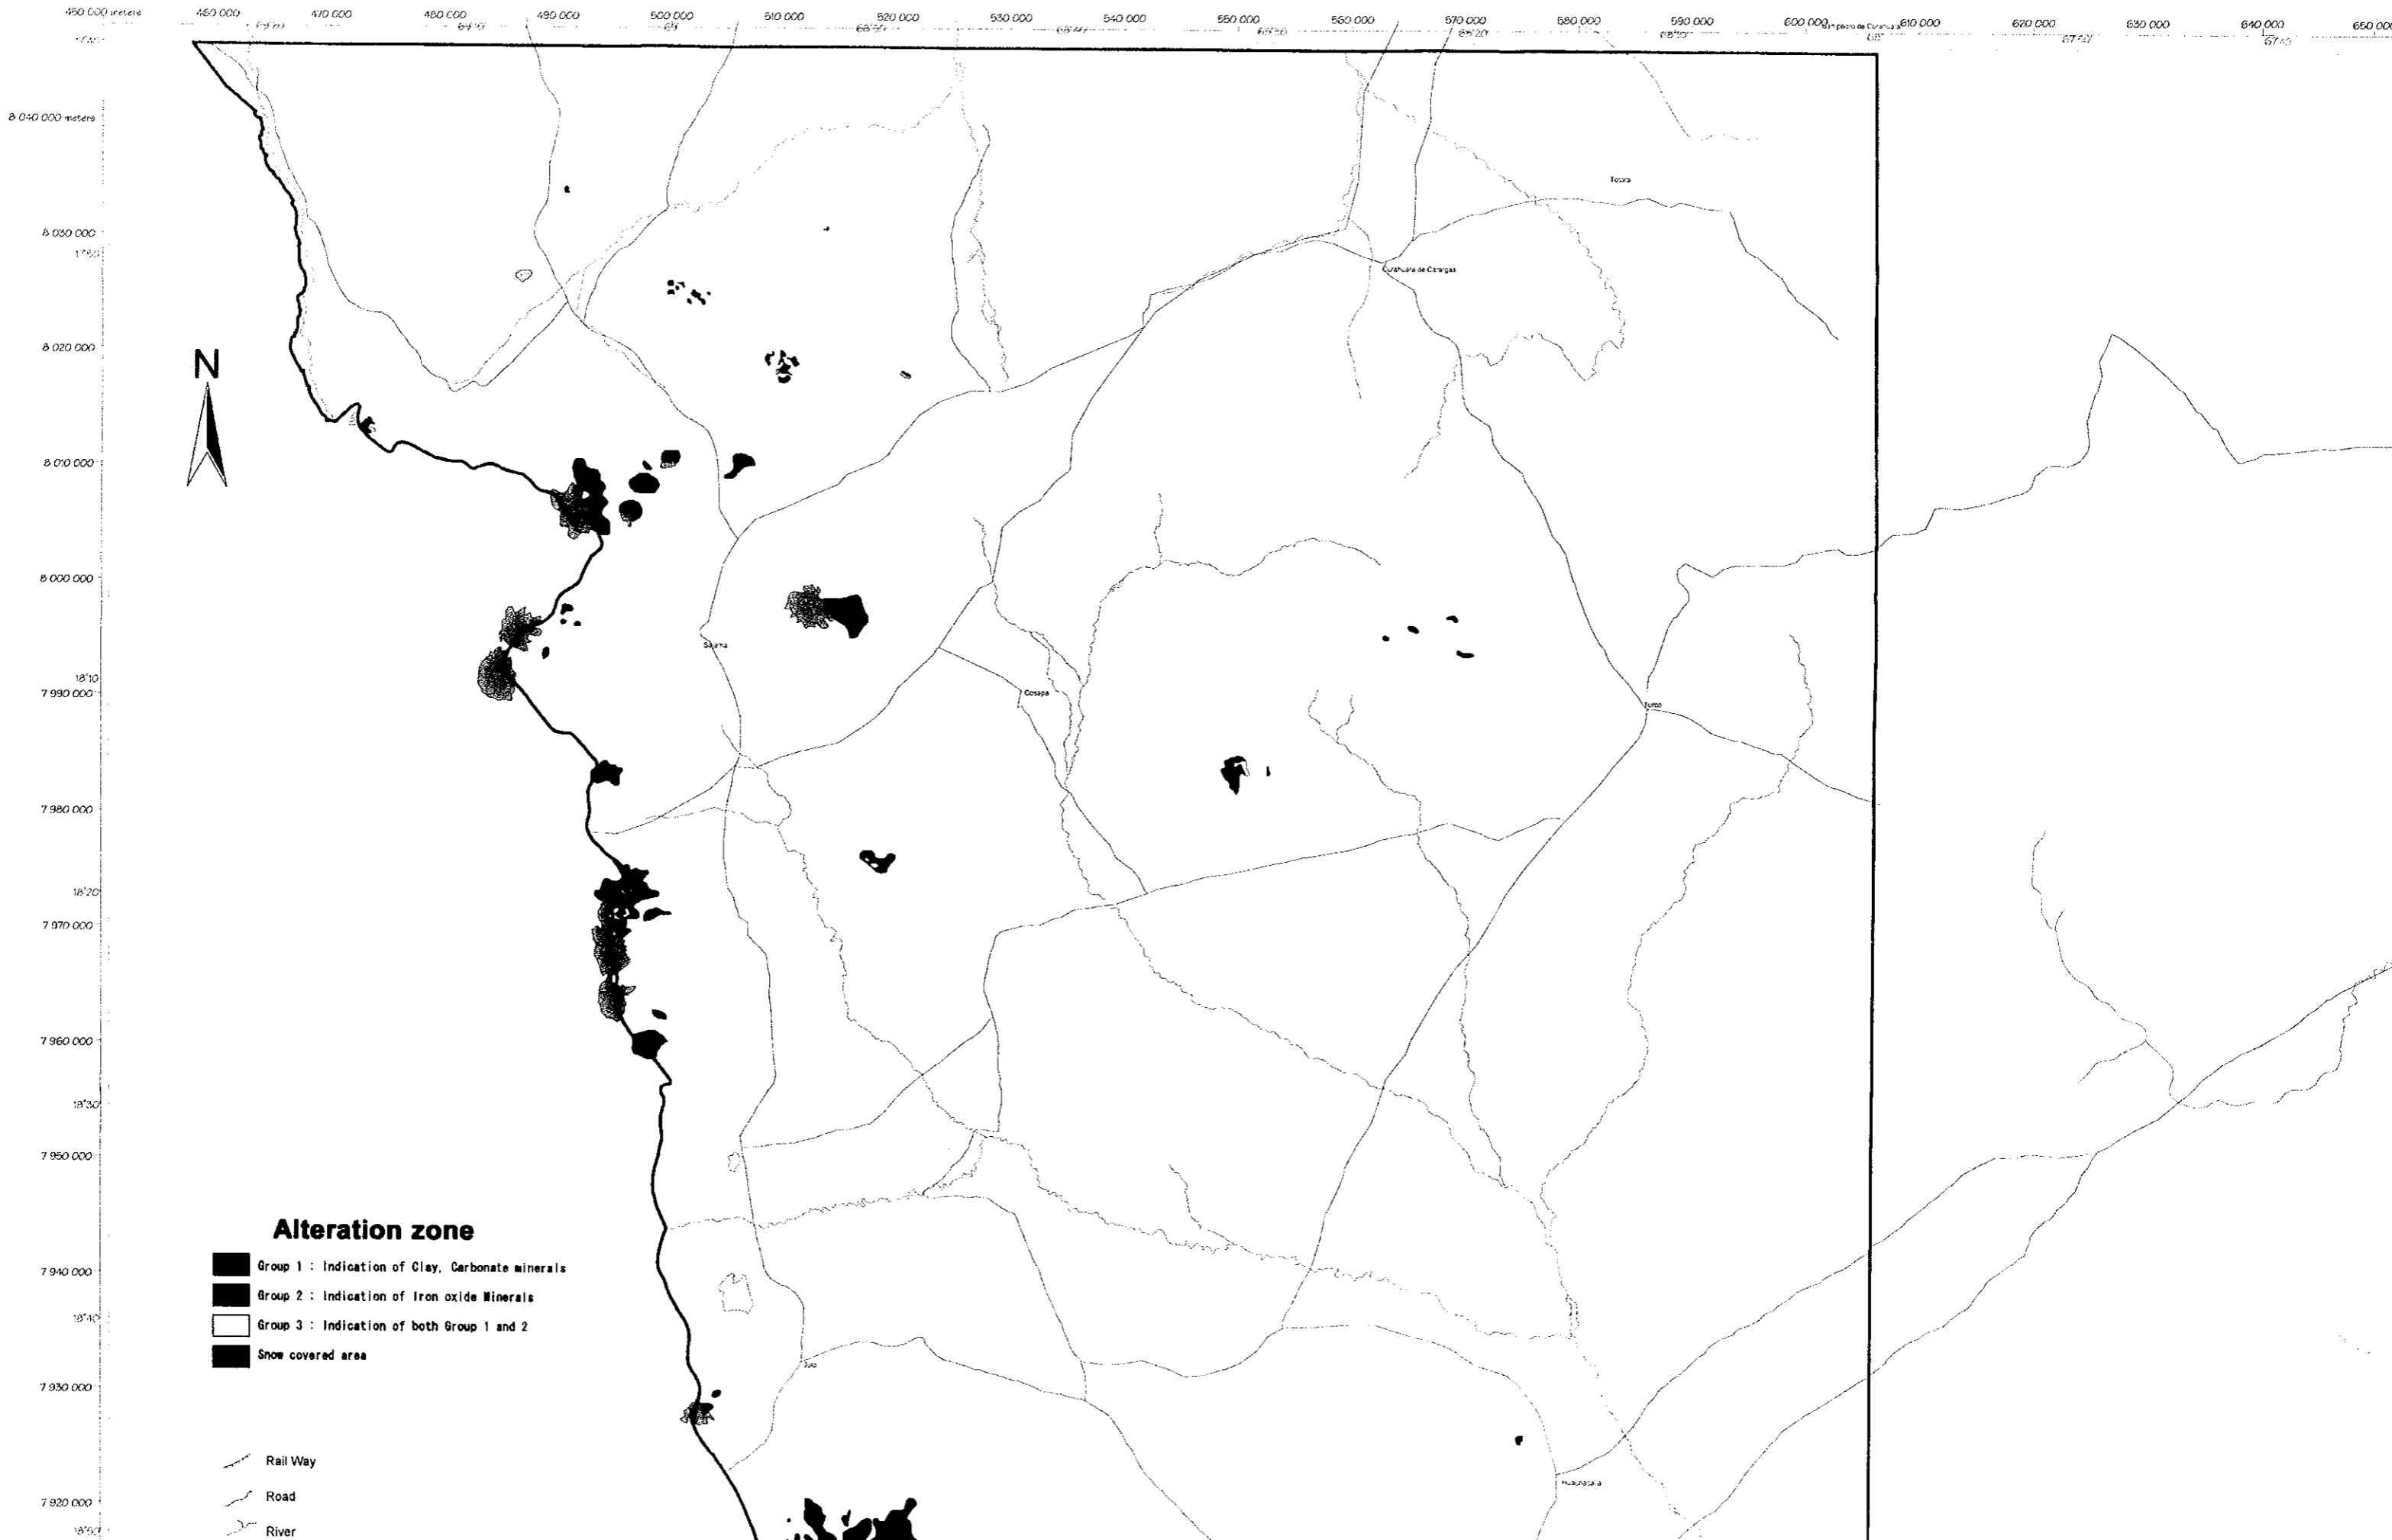 450 000 meters 460 000 470 000 480 000 490 000 500 000 510 000 520 000 530 000 540 000 550 000 560 000 570 000 580 000 590 000 600 000 610 000 620 000 630 000 640 000
8 040 000 meters
Totora
8 030 000
Curahuara de Carangas
8 020 000
N
8 010 000
8 000 000
Sajama
18°10
7 990 000
Cosapa
Turco
7 980 000
18°20
7 970 000
7 960 000
18°30
7 950 000
Alteration zone
Group 1 : Indication of Clay, Carbonate minerals
7 940 000
Group 2 : Indication of Iron oxide Minerals
18°40
Group 3 : Indication of both Group 1 and 2
Snow covered area
Julo
7 930 000
Rail Way
Huachacalla
Road
7 920 000
River
18°50